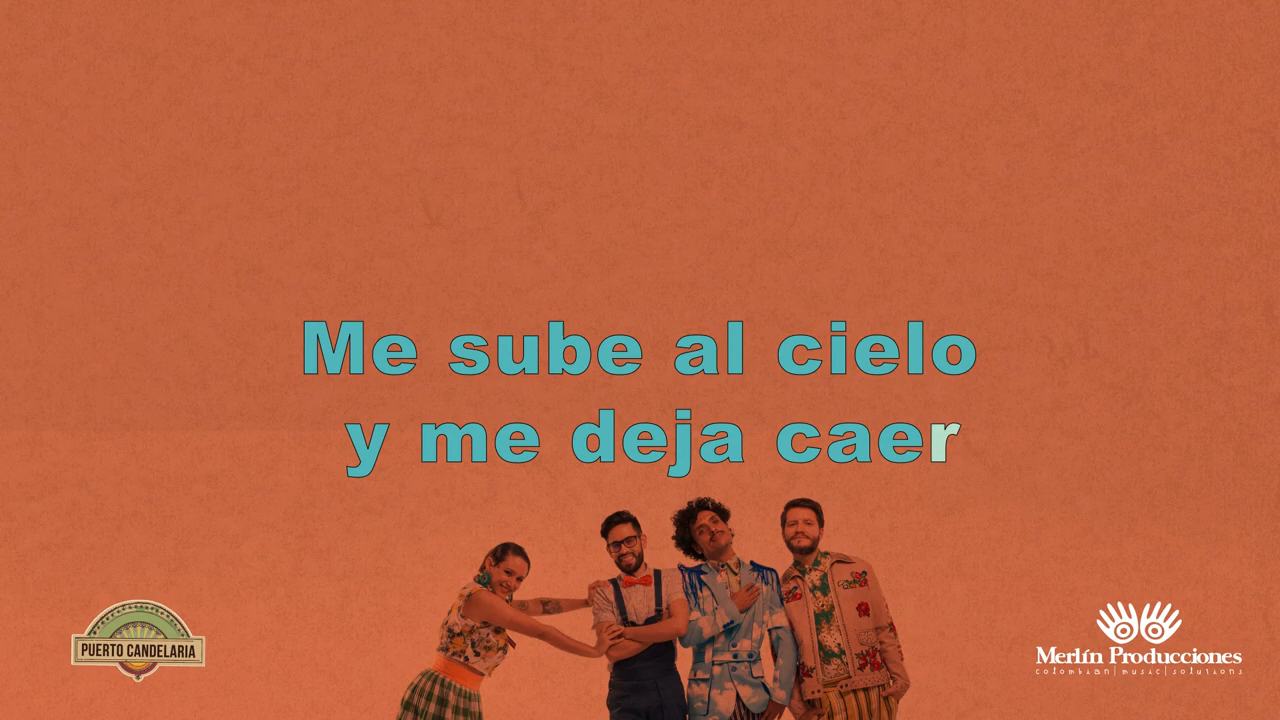 Me sube al cielo
y me deja caer
PUERTO CANDELARIA
Merlín Producciones
colombian | music | solutions